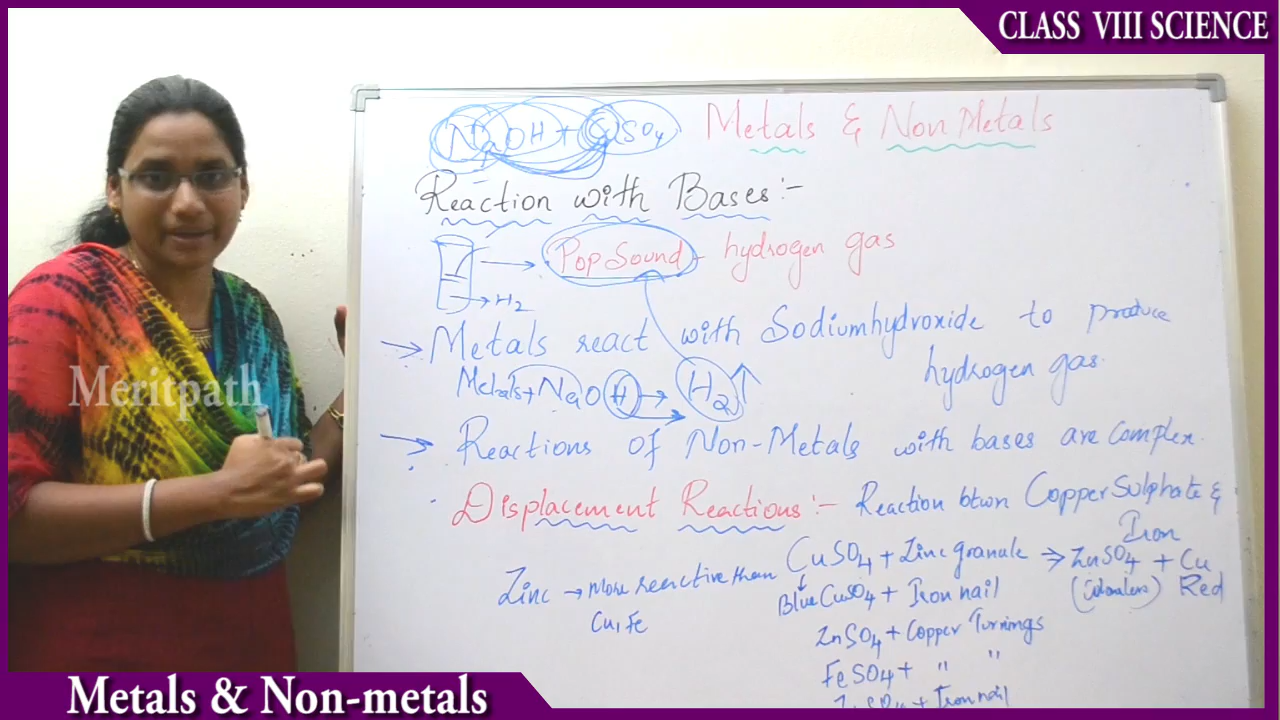 CLASS VIII SCIENCE
NaOH + CuSO4 Metals & Non Metals
Reaction with Bases :-
Pop Sound - hydrogen gas
H2
Metals react with Sodiumhydroxide to produce
hydrogen gas.
Metals + NaOH → H2 ↑
Meritpath
Reactions of Non-Metals with bases are Complex.
Displacement Reactions :- Reaction btwn Copper Sulphate &
Iron
CuSO4 + Zinc granule → ZnSO4 + Cu
Zinc → More reactive than
Cu, Fe
Blue CuSO4 + Iron nail
Red
ZnSO4 + Copper Turnings
FeSO4 + " "
ZnSO4 + Iron nail
Metals & Non-metals